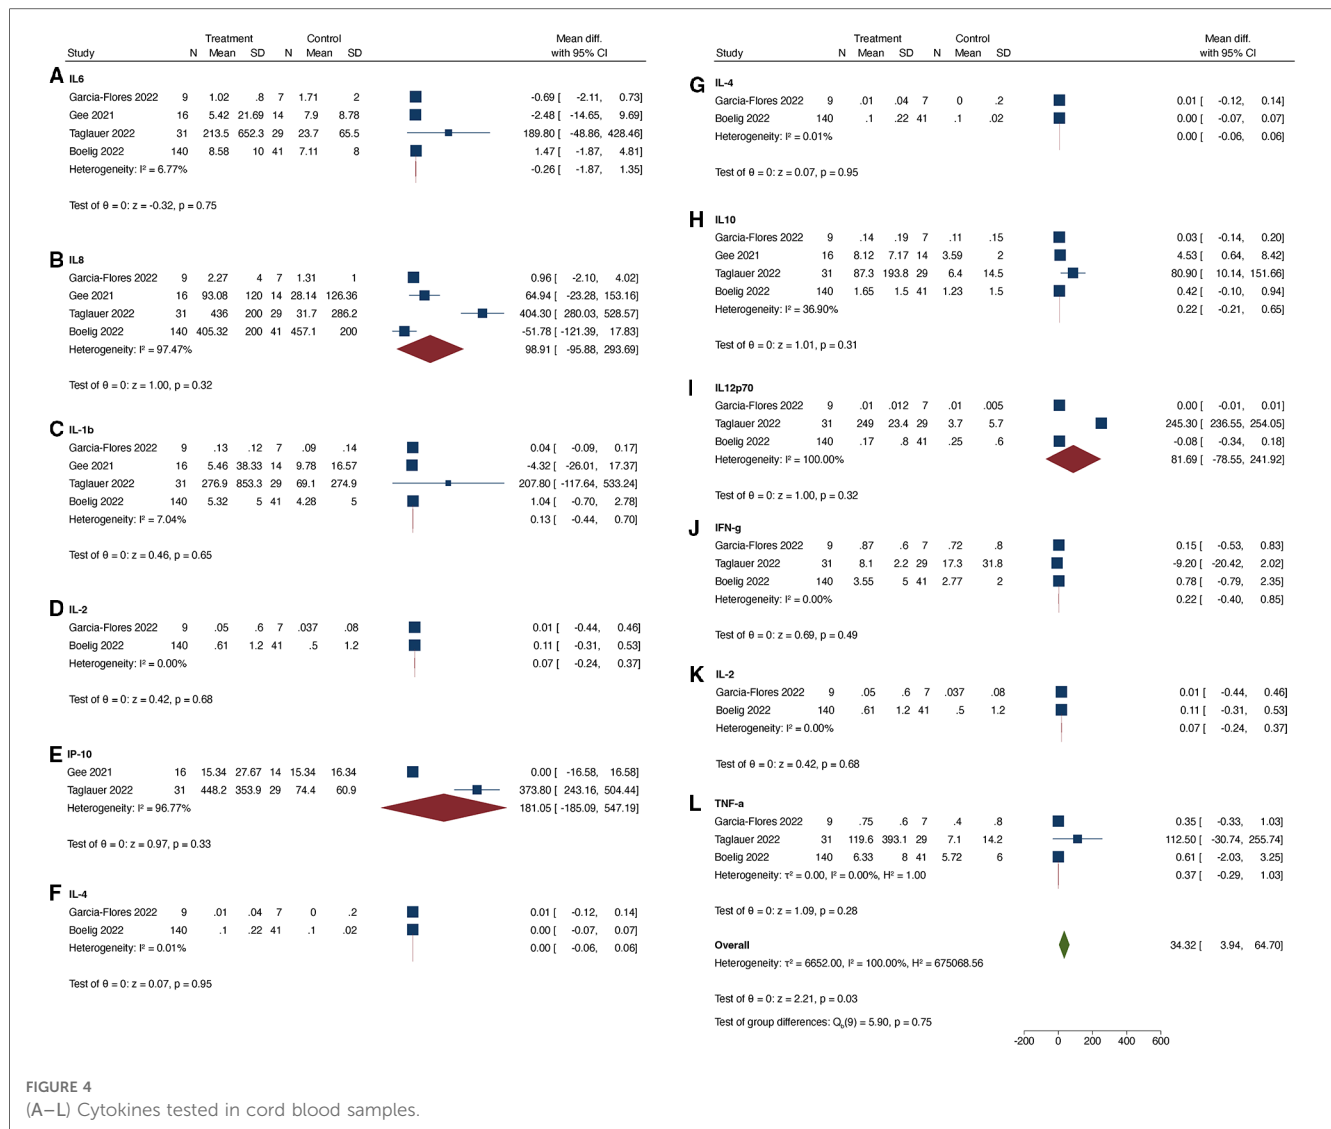 Treatment Control Mean diff.
Study N Mean SD N Mean SD with 95% CI
A IL6
Garcia-Flores 2022 9 1.02 .8 7 1.71 2 -0.69 [ -2.11, 0.73]
Gee 2021 16 5.42 21.69 14 7.9 8.78 -2.48 [ -14.65, 9.69]
Taglauer 2022 31 213.5 652.3 29 23.7 65.5 189.80 [ -48.86, 428.46]
Boelig 2022 140 8.58 10 41 7.11 8 1.47 [ -1.87, 4.81]
Heterogeneity: I² = 6.77% -0.26 [ -1.87, 1.35]
Test of θ = 0: z = -0.32, p = 0.75
B IL8
Garcia-Flores 2022 9 2.27 4 7 1.31 1 0.96 [ -2.10, 4.02]
Gee 2021 16 93.08 120 14 28.14 126.36 64.94 [ -23.28, 153.16]
Taglauer 2022 31 436 200 29 31.7 286.2 404.30 [ 280.03, 528.57]
Boelig 2022 140 405.32 200 41 457.1 200 -51.78 [ -121.39, 17.83]
Heterogeneity: I² = 97.47% 98.91 [ -95.88, 293.69]
Test of θ = 0: z = 1.00, p = 0.32
C IL-1b
Garcia-Flores 2022 9 .13 .12 7 .09 .14 0.04 [ -0.09, 0.17]
Gee 2021 16 5.46 38.33 14 9.78 16.57 -4.32 [ -26.01, 17.37]
Taglauer 2022 31 276.9 853.3 29 69.1 274.9 207.80 [ -117.64, 533.24]
Boelig 2022 140 5.32 5 41 4.28 5 1.04 [ -0.70, 2.78]
Heterogeneity: I² = 7.04% 0.13 [ -0.44, 0.70]
Test of θ = 0: z = 0.46, p = 0.65
D IL-2
Garcia-Flores 2022 9 .05 .6 7 .037 .08 0.01 [ -0.44, 0.46]
Boelig 2022 140 .61 1.2 41 .5 1.2 0.11 [ -0.31, 0.53]
Heterogeneity: I² = 0.00% 0.07 [ -0.24, 0.37]
Test of θ = 0: z = 0.42, p = 0.68
E IP-10
Gee 2021 16 15.34 27.67 14 15.34 16.34 0.00 [ -16.58, 16.58]
Taglauer 2022 31 448.2 353.9 29 74.4 60.9 373.80 [ 243.16, 504.44]
Heterogeneity: I² = 96.77% 181.05 [ -185.09, 547.19]
Test of θ = 0: z = 0.97, p = 0.33
F IL-4
Garcia-Flores 2022 9 .01 .04 7 0 .2 0.01 [ -0.12, 0.14]
Boelig 2022 140 .1 .22 41 .1 .02 0.00 [ -0.07, 0.07]
Heterogeneity: I² = 0.01% 0.00 [ -0.06, 0.06]
Test of θ = 0: z = 0.07, p = 0.95
Treatment Control Mean diff.
Study N Mean SD N Mean SD with 95% CI
G IL-4
Garcia-Flores 2022 9 .01 .04 7 0 .2 0.01 [ -0.12, 0.14]
Boelig 2022 140 .1 .22 41 .1 .02 0.00 [ -0.07, 0.07]
Heterogeneity: I² = 0.01% 0.00 [ -0.06, 0.06]
Test of θ = 0: z = 0.07, p = 0.95
H IL10
Garcia-Flores 2022 9 .14 .19 7 .11 .15 0.03 [ -0.14, 0.20]
Gee 2021 16 8.12 7.17 14 3.59 2 4.53 [ 0.64, 8.42]
Taglauer 2022 31 87.3 193.8 29 6.4 14.5 80.90 [ 10.14, 151.66]
Boelig 2022 140 1.65 1.5 41 1.23 1.5 0.42 [ -0.10, 0.94]
Heterogeneity: I² = 36.90% 0.22 [ -0.21, 0.65]
Test of θ = 0: z = 1.01, p = 0.31
I IL12p70
Garcia-Flores 2022 9 .01 .012 7 .01 .005 0.00 [ -0.01, 0.01]
Taglauer 2022 31 249 23.4 29 3.7 5.7 245.30 [ 236.55, 254.05]
Boelig 2022 140 .17 .8 41 .25 .6 -0.08 [ -0.34, 0.18]
Heterogeneity: I² = 100.00% 81.69 [ -78.55, 241.92]
Test of θ = 0: z = 1.00, p = 0.32
J IFN-g
Garcia-Flores 2022 9 .87 .6 7 .72 .8 0.15 [ -0.53, 0.83]
Taglauer 2022 31 8.1 2.2 29 17.3 31.8 -9.20 [ -20.42, 2.02]
Boelig 2022 140 3.55 5 41 2.77 2 0.78 [ -0.79, 2.35]
Heterogeneity: I² = 0.00% 0.22 [ -0.40, 0.85]
Test of θ = 0: z = 0.69, p = 0.49
K IL-2
Garcia-Flores 2022 9 .05 .6 7 .037 .08 0.01 [ -0.44, 0.46]
Boelig 2022 140 .61 1.2 41 .5 1.2 0.11 [ -0.31, 0.53]
Heterogeneity: I² = 0.00% 0.07 [ -0.24, 0.37]
Test of θ = 0: z = 0.42, p = 0.68
L TNF-a
Garcia-Flores 2022 9 .75 .6 7 .4 .8 0.35 [ -0.33, 1.03]
Taglauer 2022 31 119.6 393.1 29 7.1 14.2 112.50 [ -30.74, 255.74]
Boelig 2022 140 6.33 8 41 5.72 6 0.61 [ -2.03, 3.25]
Heterogeneity: τ² = 0.00, I² = 0.00%, H² = 1.00 0.37 [ -0.29, 1.03]
Test of θ = 0: z = 1.09, p = 0.28
Overall 34.32 [ 3.94, 64.70]
Heterogeneity: τ² = 6652.00, I² = 100.00%, H² = 675068.56
Test of θ = 0: z = 2.21, p = 0.03
Test of group differences: Q_b(9) = 5.90, p = 0.75
-200 0 200 400 600
FIGURE 4
(A–L) Cytokines tested in cord blood samples.